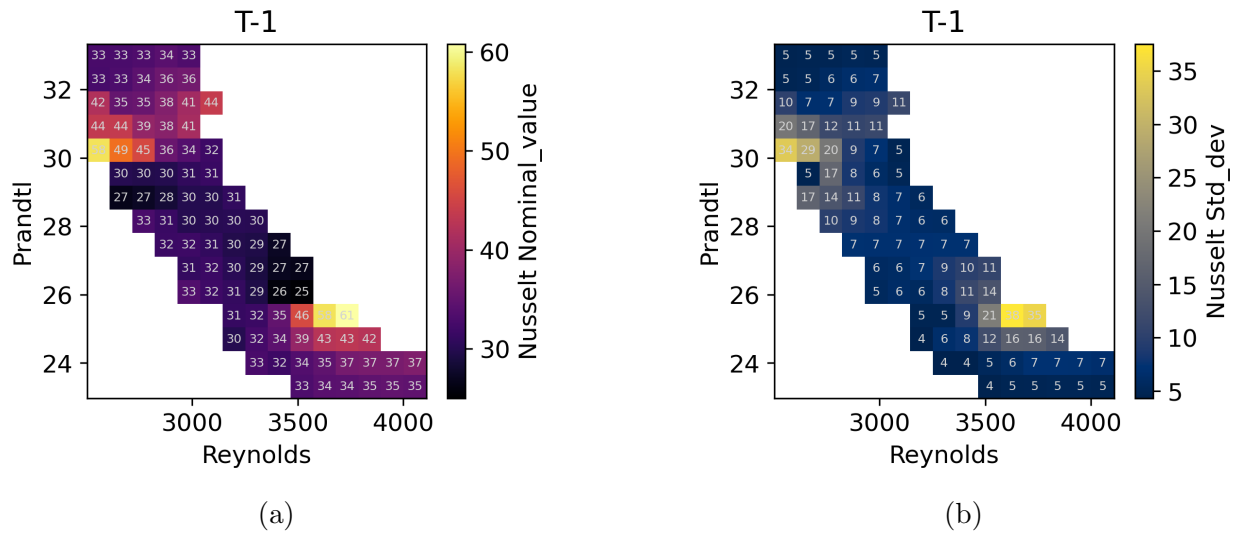 T-1
33 33 33 34 33
33 33 34 36 36
42 35 35 38 41 44
44 44 39 38 41
49 45 36 34 32
30 30 30 31 31
27 27 28 30 30 31
33 31 30 30 30 30
32 32 31 30 29 27
31 32 30 29 27 27
33 32 31 29 26 25
31 32 35 46 61
30 32 34 39 43 43 42
33 32 34 35 37 37 37 37
33 34 34 35 35 35
32
30
28
26
24
Prandtl
3000 3500 4000
Reynolds
60
50
40
30
Nusselt Nominal_value
(a)
T-1
5 5 5 5 5
5 5 6 6 7
10 7 7 9 9 11
20 17 12 11 11
34 29 20 9 7 5
5 17 8 6 5
17 14 11 8 7 6
10 9 8 7 6 6
7 7 7 7 7 7
6 6 7 9 10 11
5 6 6 8 11 14
5 5 9 21 38
4 6 8 12 16 16 14
4 4 5 6 7 7 7
4 5 5 5 5 5
32
30
28
26
24
Prandtl
3000 3500 4000
Reynolds
35
30
25
20
15
10
5
Nusselt Std_dev
(b)